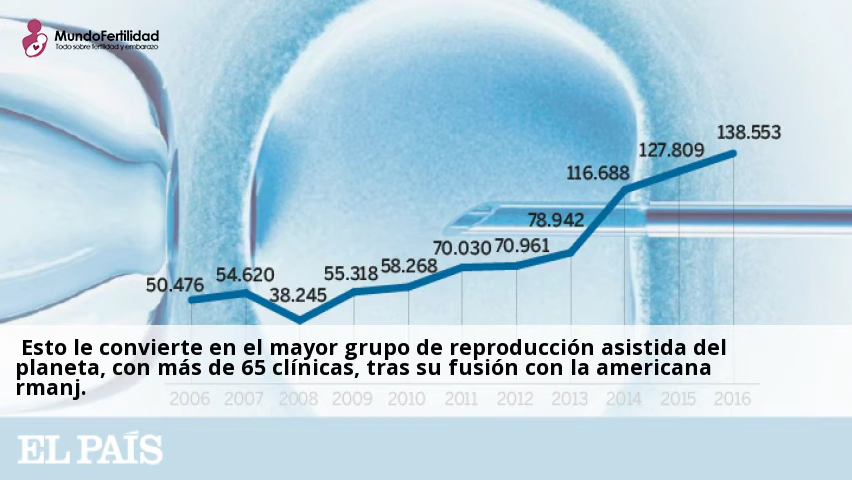 MundoFertilidad
Todo sobre fertilidad y embarazo
138.553
127.809
116.688
78.942
70.030 70.961
55.318 58.268
50.476 54.620
38.245
Esto le convierte en el mayor grupo de reproducción asistida del
planeta, con más de 65 clínicas, tras su fusión con la americana
rmanj.
2006 2007 2008 2009 2010 2011 2012 2013 2014 2015 2016
EL PAÍS